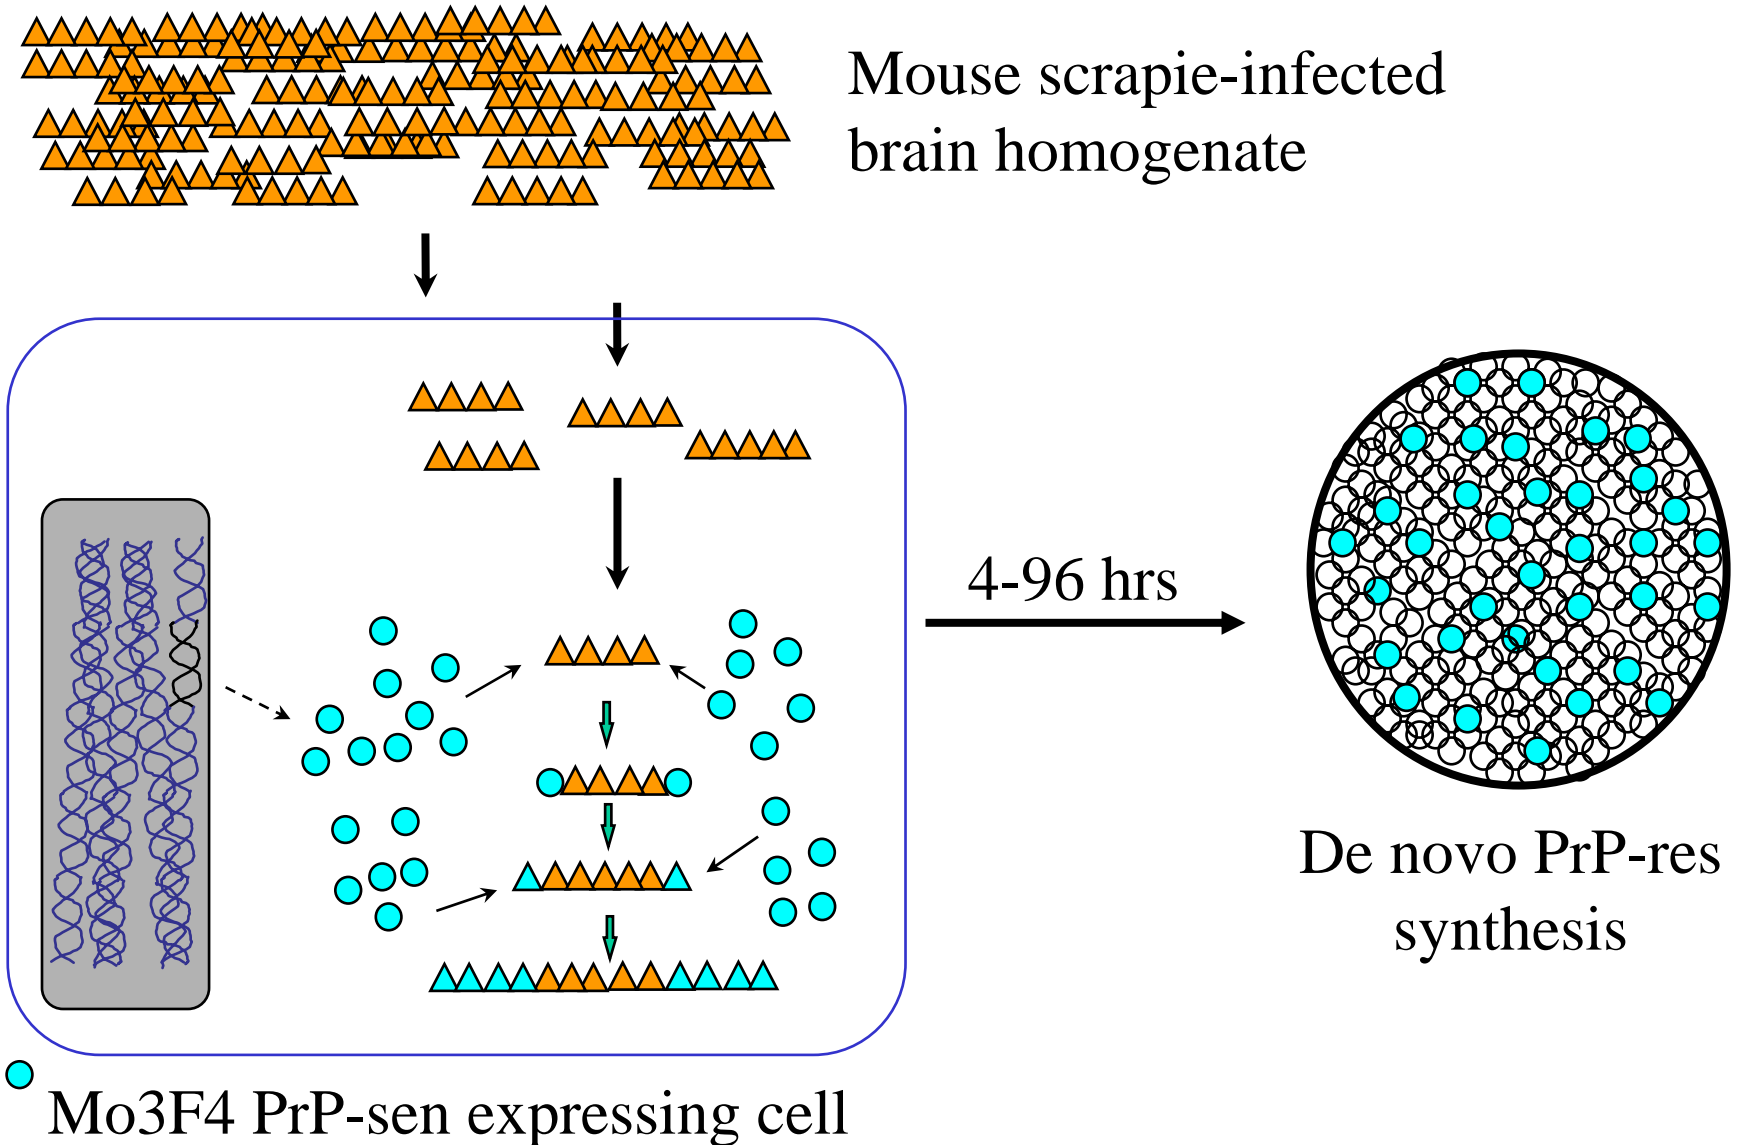 Mouse scrapie-infected
brain homogenate
4-96 hrs
De novo PrP-res
synthesis
Mo3F4 PrP-sen expressing cell